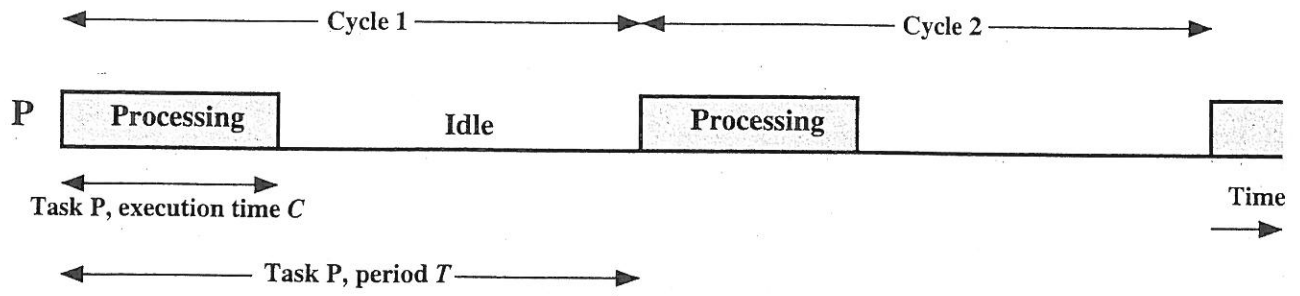 Cycle 1
Cycle 2
P
Processing
Idle
Processing
Task P, execution time C
Time
Task P, period T